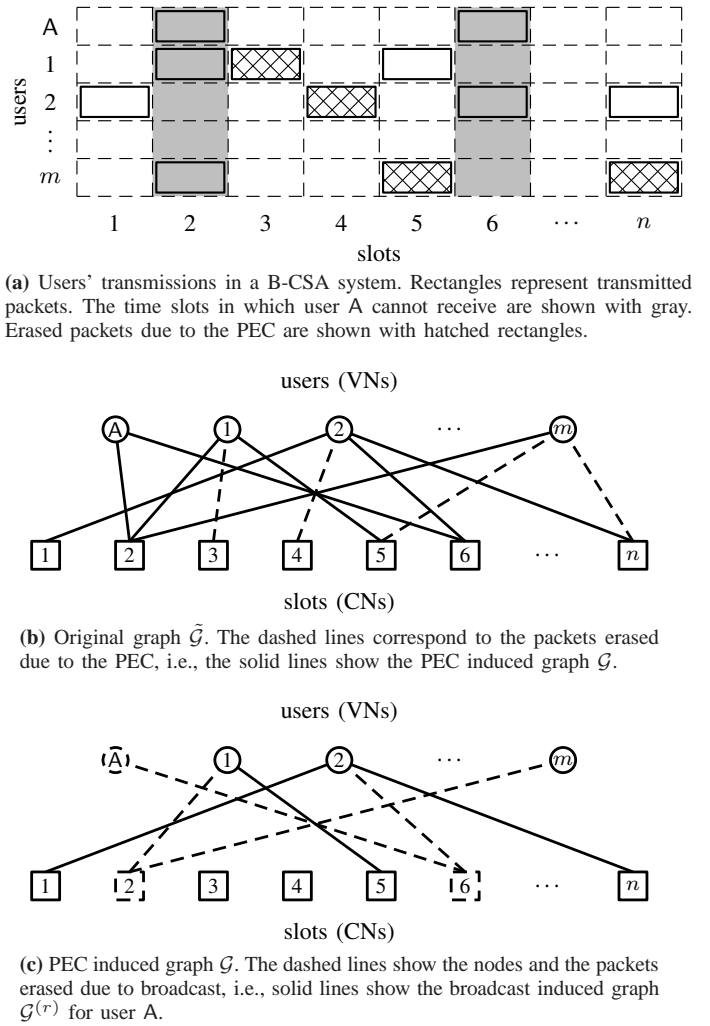 users
A
1
2
⋮
m
1 2 3 4 5 6 ⋯ n
slots
(a) Users' transmissions in a B-CSA system. Rectangles represent transmitted
packets. The time slots in which user A cannot receive are shown with gray.
Erased packets due to the PEC are shown with hatched rectangles.
users (VNs)
A 1 2 ⋯ m
1 2 3 4 5 6 ⋯ n
slots (CNs)
(b) Original graph G̃. The dashed lines correspond to the packets erased
due to the PEC, i.e., the solid lines show the PEC induced graph G.
users (VNs)
A 1 2 ⋯ m
1 2 3 4 5 6 ⋯ n
slots (CNs)
(c) PEC induced graph G. The dashed lines show the nodes and the packets
erased due to broadcast, i.e., solid lines show the broadcast induced graph
G⁽ʳ⁾ for user A.